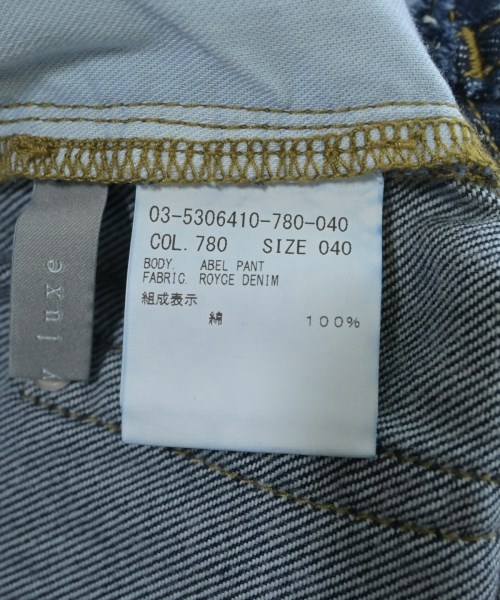 03-5306410-780-040
COL. 780 SIZE 040
BODY. ABEL PANT
FABRIC. ROYCE DENIM
組成表示
綿 100%
y luxe